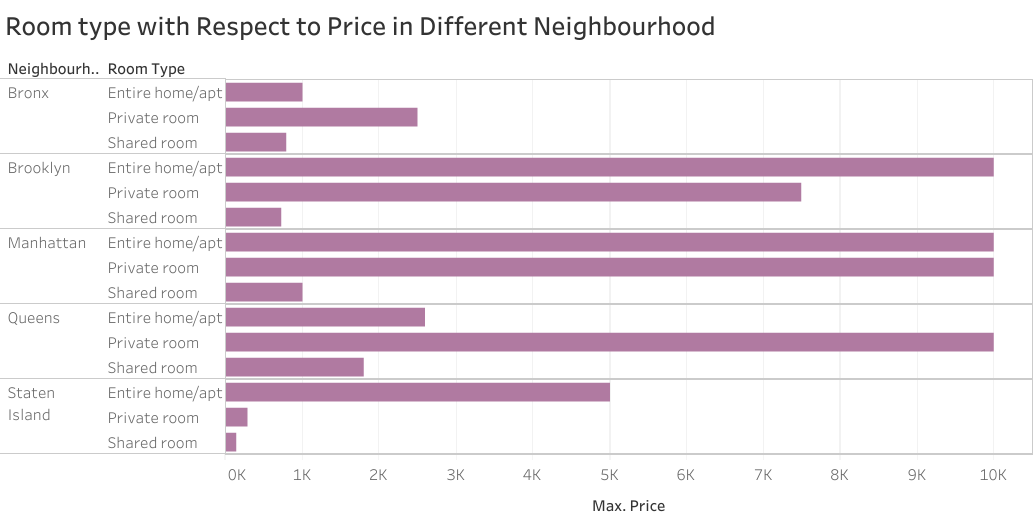 Room type with Respect to Price in Different Neighbourhood
Neighbourh.. Room Type
Bronx Entire home/apt
Private room
Shared room
Brooklyn Entire home/apt
Private room
Shared room
Manhattan Entire home/apt
Private room
Shared room
Queens Entire home/apt
Private room
Shared room
Staten Island Entire home/apt
Private room
Shared room
0K 1K 2K 3K 4K 5K 6K 7K 8K 9K 10K
Max. Price